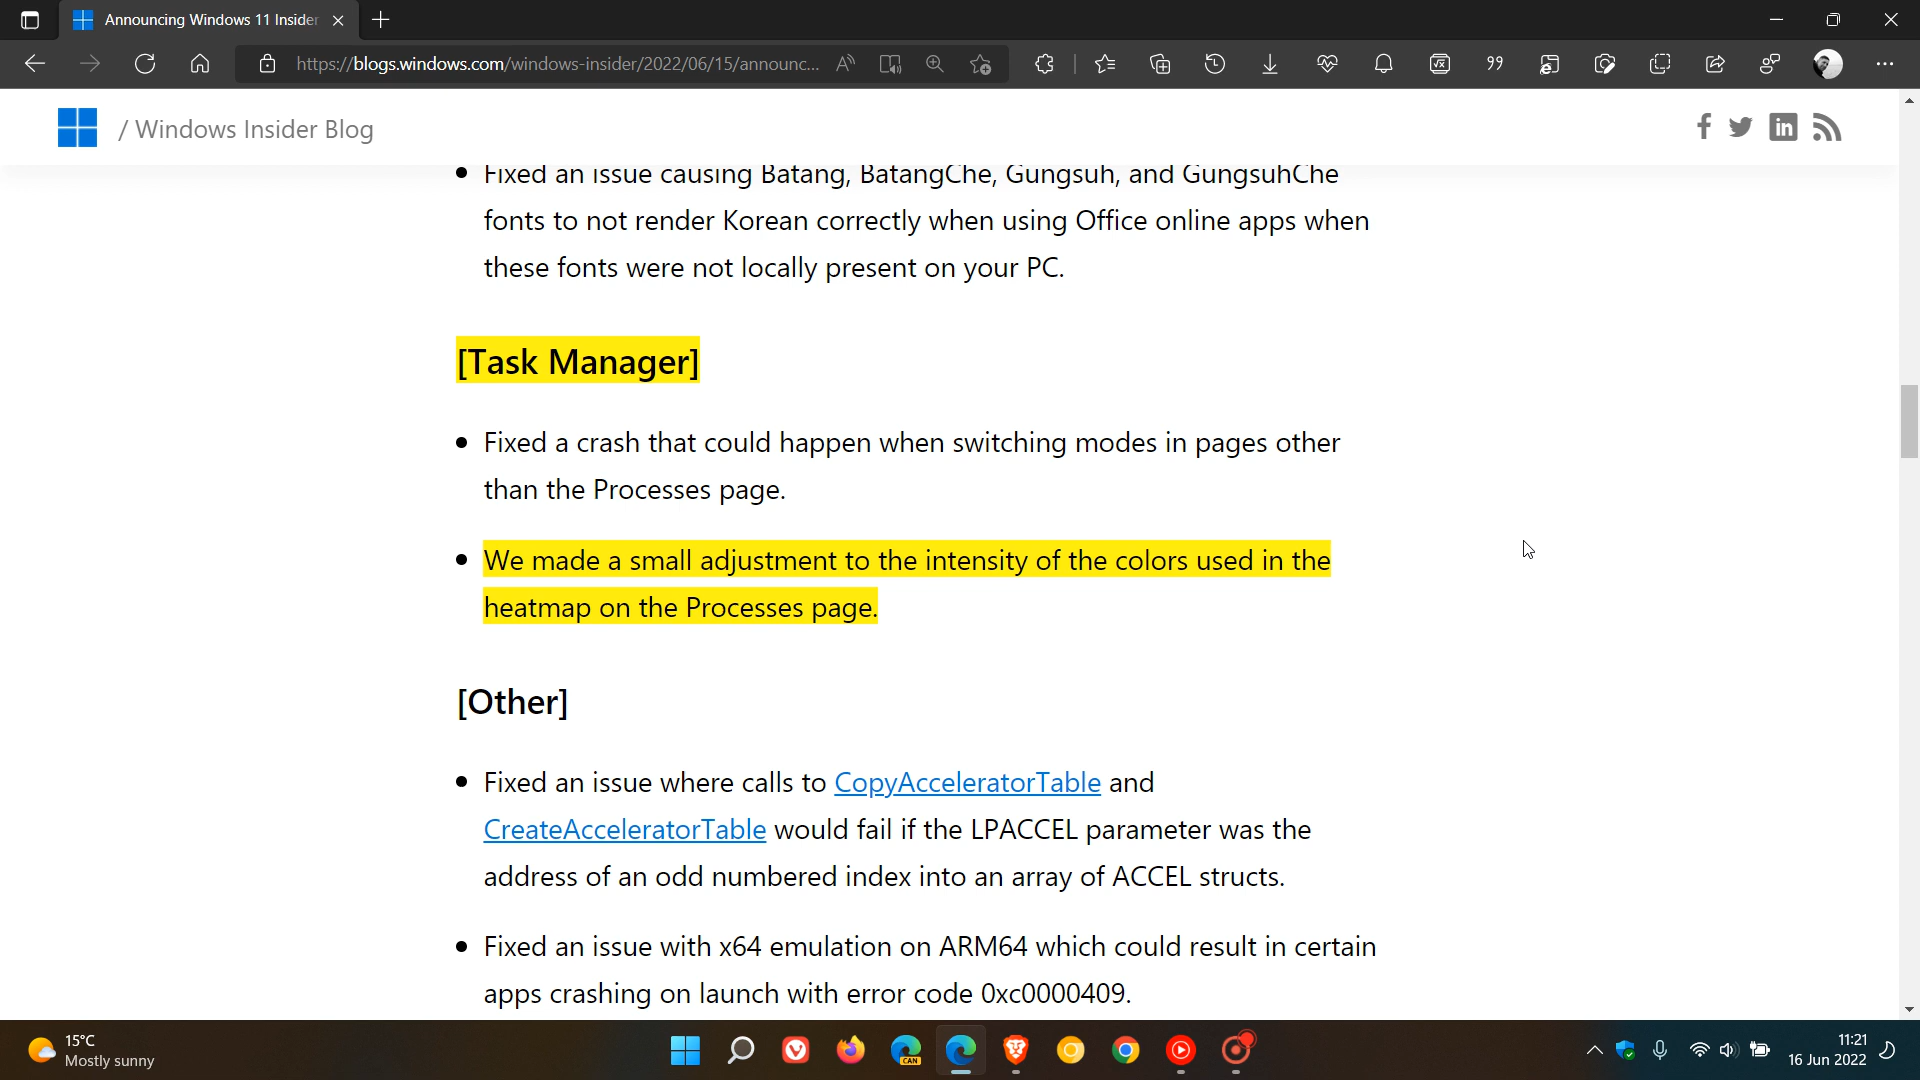 Announcing Windows 11 Insider
https://blogs.windows.com/windows-insider/2022/06/15/announc...
/ Windows Insider Blog
Fixed an issue causing Batang, BatangChe, Gungsuh, and GungsuhChe
fonts to not render Korean correctly when using Office online apps when
these fonts were not locally present on your PC.
[Task Manager]
Fixed a crash that could happen when switching modes in pages other
than the Processes page.
We made a small adjustment to the intensity of the colors used in the
heatmap on the Processes page.
[Other]
Fixed an issue where calls to CopyAcceleratorTable and
CreateAcceleratorTable would fail if the LPACCEL parameter was the
address of an odd numbered index into an array of ACCEL structs.
Fixed an issue with x64 emulation on ARM64 which could result in certain
apps crashing on launch with error code 0xc0000409.
15°C
Mostly sunny
CAN
11:21
16 Jun 2022